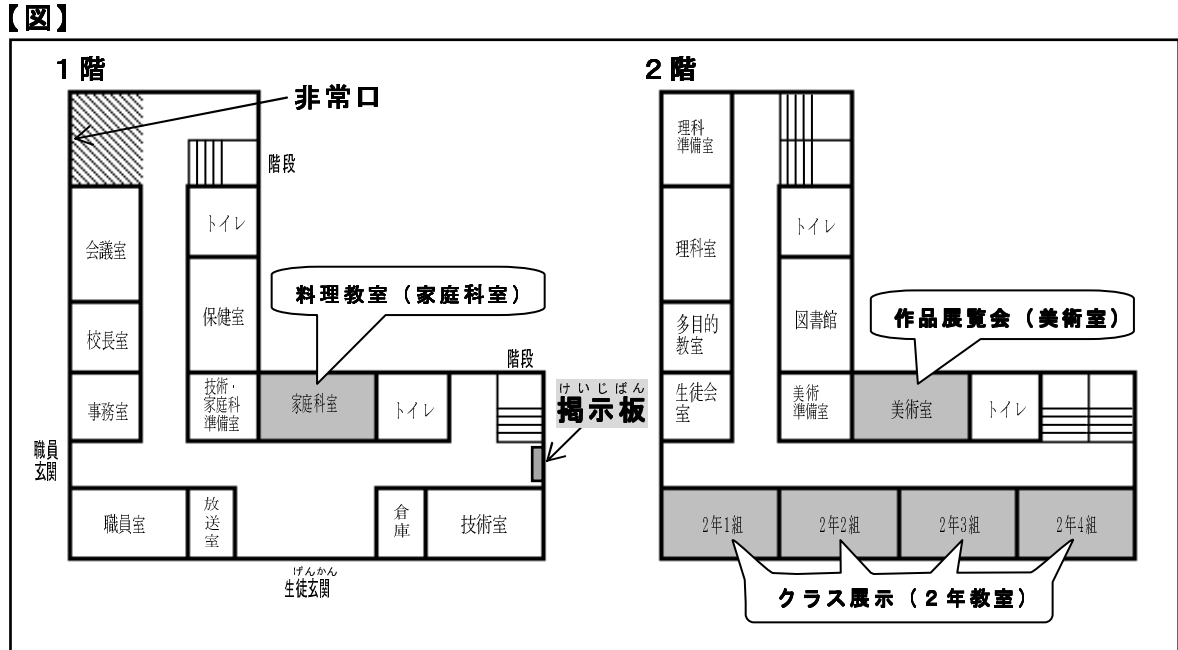 【図】
1階
非常口
階段
会議室
トイレ
校長室
保健室
料理教室（家庭科室）
事務室
技術・
家庭科
準備室
家庭科室
トイレ
階段
けいじばん
掲示板
職員
玄関
職員室
放送室
倉庫
技術室
げんかん
生徒玄関
2階
理科
準備室
トイレ
理科室
図書館
多目的
教室
作品展覧会（美術室）
生徒会
室
美術
準備室
美術室
トイレ
2年1組
2年2組
2年3組
2年4組
クラス展示（2年教室）